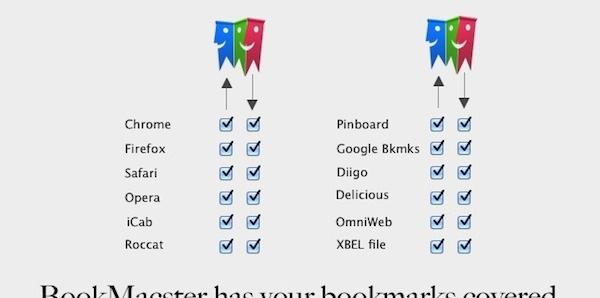 Chrome
Firefox
Safari
Opera
iCab
Roccat
Pinboard
Google Bkmks
Diigo
Delicious
OmniWeb
XBEL file
BookMacster has your bookmarks covered